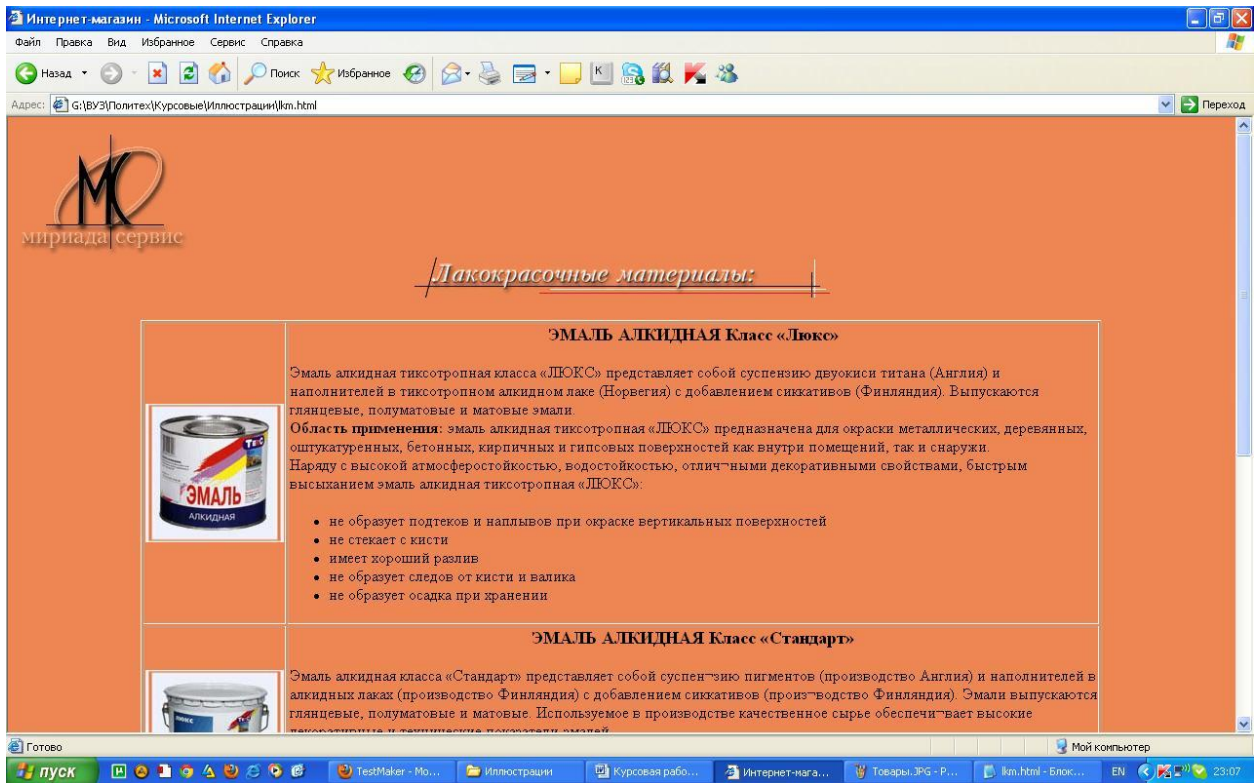 Интернет-магазин - Microsoft Internet Explorer
Файл Правка Вид Избранное Сервис Справка
Назад Поиск Избранное
Адрес: G:\ВУЗ\Политех\Курсовые\Иллюстрации\lkm.html Переход
МС
мириада сервис
Лакокрасочные материалы:
ЭМАЛЬ АЛКИДНАЯ Класс «Люкс»
Эмаль алкидная тиксотропная класса «ЛЮКС» представляет собой суспензию двуокиси титана (Англия) и
наполнителей в тиксотропном алкидном лаке (Норвегия) с добавлением сиккативов (Финляндия). Выпускаются
глянцевые, полуматовые и матовые эмали.
Область применения: эмаль алкидная тиксотропная «ЛЮКС» предназначена для окраски металлических, деревянных,
оштукатуренных, бетонных, кирпичных и гипсовых поверхностей как внутри помещений, так и снаружи.
Наряду с высокой атмосферостойкостью, водостойкостью, отлич¬ными декоративными свойствами, быстрым
высыханием эмаль алкидная тиксотропная «ЛЮКС»:
ЭМАЛЬ
АЛКИДНАЯ
• не образует подтеков и наплывов при окраске вертикальных поверхностей
• не стекает с кисти
• имеет хороший разлив
• не образует следов от кисти и валика
• не образует осадка при хранении
ЭМАЛЬ АЛКИДНАЯ Класс «Стандарт»
Эмаль алкидная класса «Стандарт» представляет собой суспен¬зию пигментов (производство Англия) и наполнителей в
алкидных лаках (производство Финляндия) с добавлением сиккативов (произ¬водство Финляндия). Эмали выпускаются
глянцевые, полуматовые и матовые. Используемое в производстве качественное сырье обеспечи¬вает высокие
декоративные и технические показатели эмалей.
Готово Мой компьютер
пуск TestMaker - Mo... Иллюстрации Курсовая рабо... Интернет-мага... Товары.JPG - P... lkm.html - Блок... EN 23:07